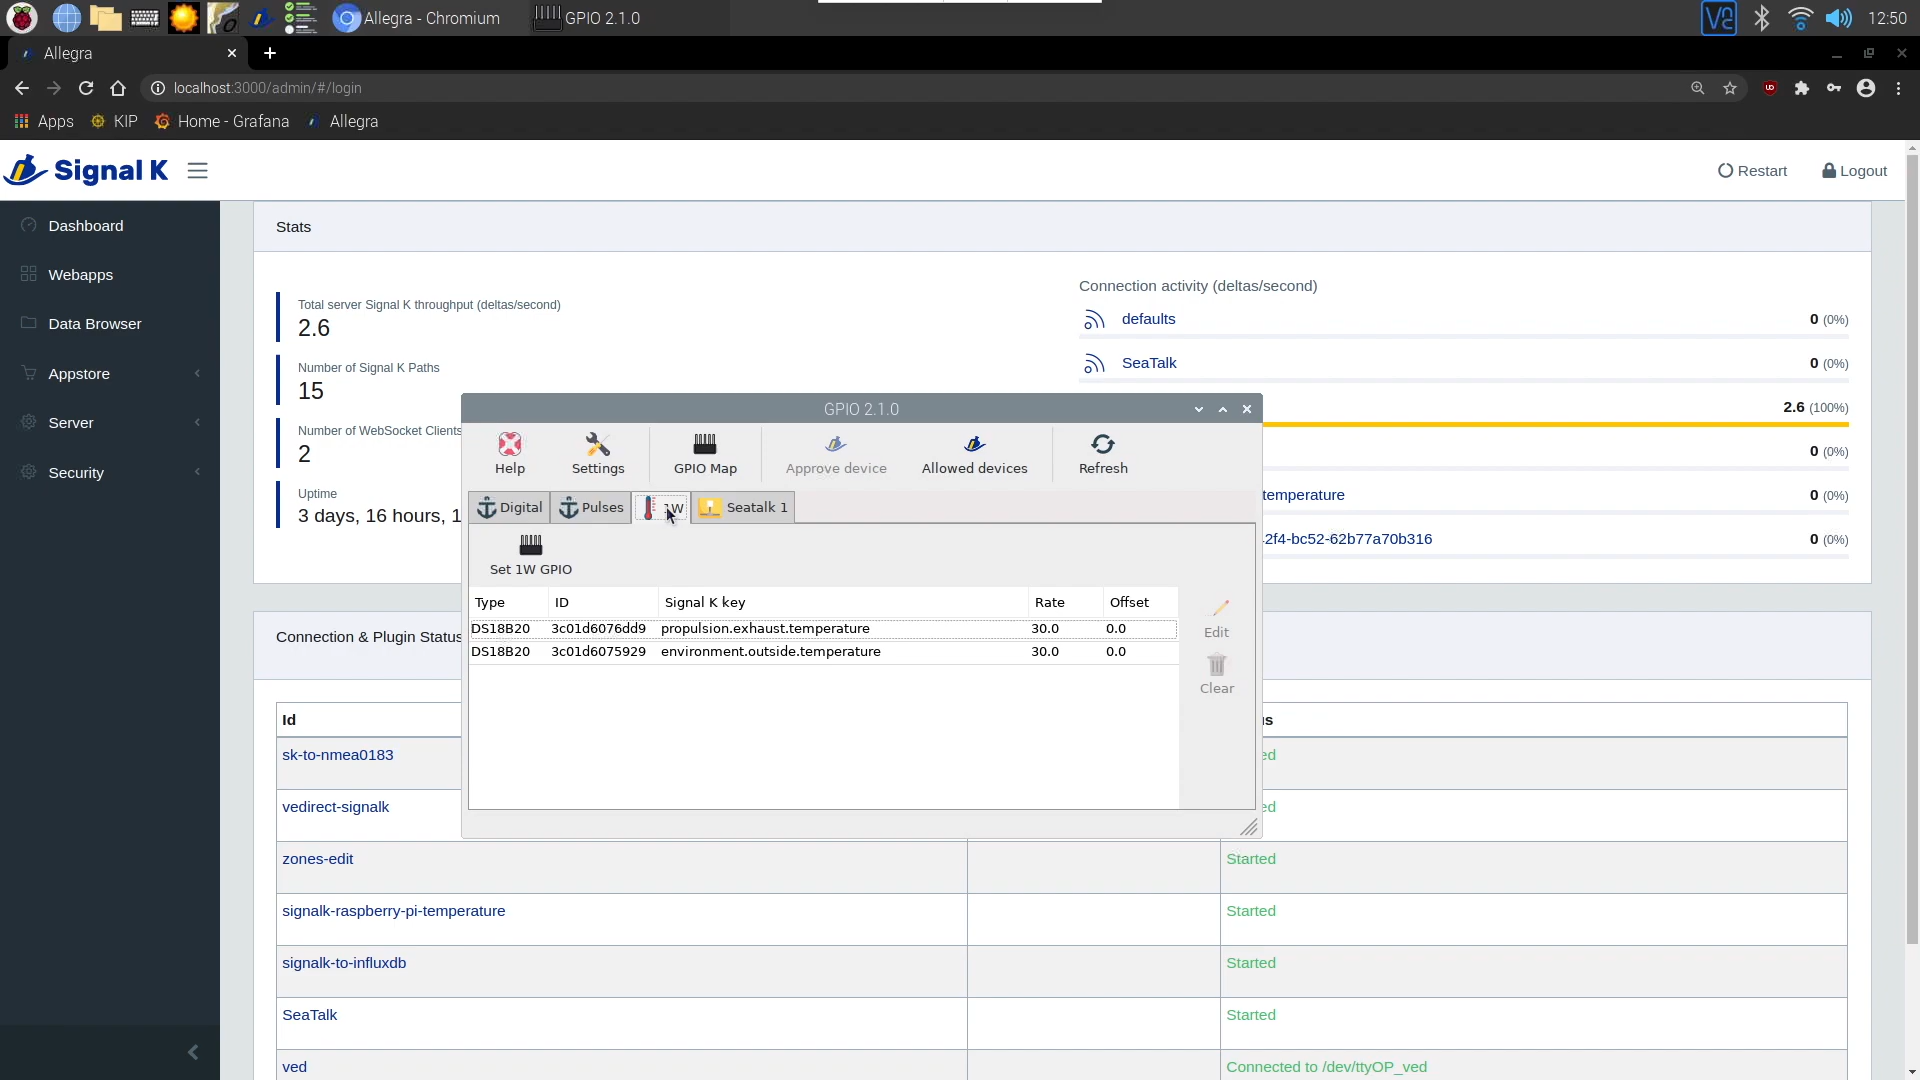 Allegra - Chromium
GPIO 2.1.0
12:50
Allegra
localhost:3000/admin/#/login
Apps
KIP
Home - Grafana
Allegra
Signal K
Restart
Logout
Dashboard
Webapps
Data Browser
Appstore
Server
Security
Stats
Total server Signal K throughput (deltas/second)
2.6
Number of Signal K Paths
15
Number of WebSocket Clients
2
Uptime
3 days, 16 hours, 1
Connection activity (deltas/second)
defaults
0 (0%)
SeaTalk
0 (0%)
2.6 (100%)
0 (0%)
temperature
0 (0%)
2f4-bc52-62b77a70b316
0 (0%)
GPIO 2.1.0
Help
Settings
GPIO Map
Approve device
Allowed devices
Refresh
Digital
Pulses
1W
Seatalk 1
Set 1W GPIO
Type ID Signal K key Rate Offset
DS18B20 3c01d6076dd9 propulsion.exhaust.temperature 30.0 0.0
DS18B20 3c01d6075929 environment.outside.temperature 30.0 0.0
Edit
Clear
Connection & Plugin Status
Id
us
sk-to-nmea0183
ed
vedirect-signalk
ed
zones-edit
Started
signalk-raspberry-pi-temperature
Started
signalk-to-influxdb
Started
SeaTalk
Started
ved
Connected to /dev/ttyOP_ved